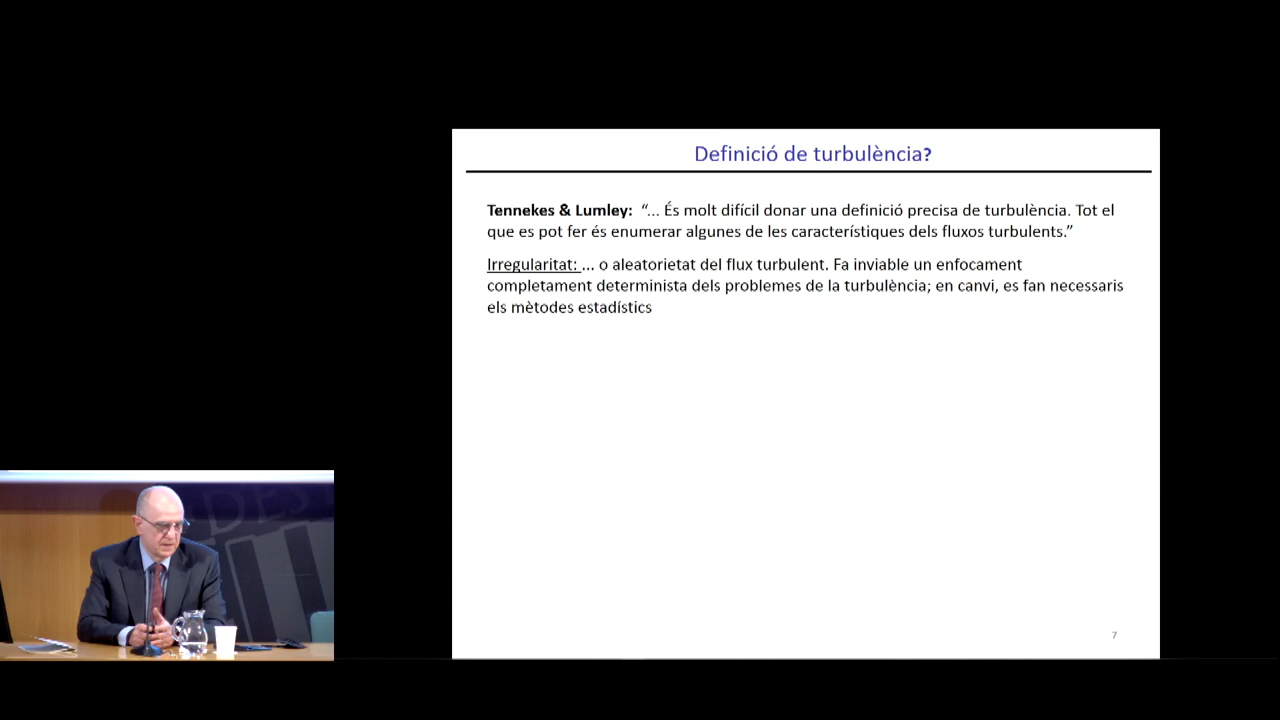 Definició de turbulència?
Tennekes & Lumley: “... És molt difícil donar una definició precisa de turbulència. Tot el
que es pot fer és enumerar algunes de les característiques dels fluxos turbulents.”
Irregularitat: ... o aleatorietat del flux turbulent. Fa inviable un enfocament
completament determinista dels problemes de la turbulència; en canvi, es fan necessaris
els mètodes estadístics
7